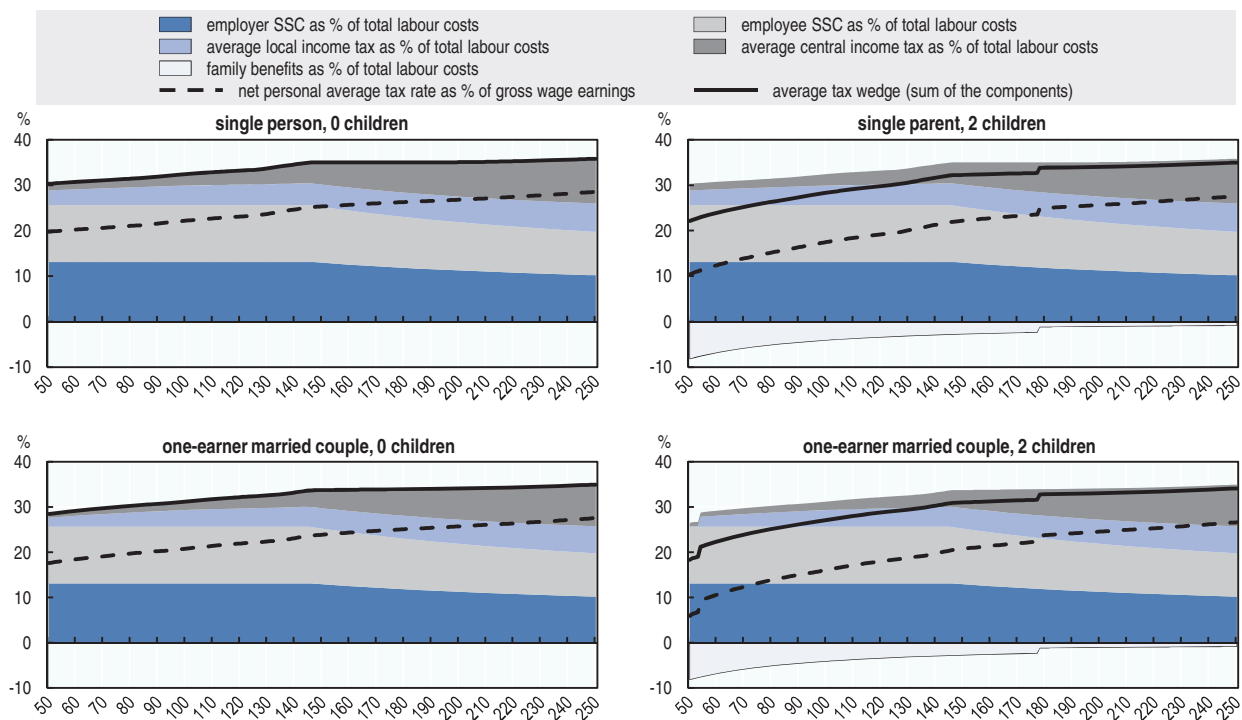 employer SSC as % of total labour costs
employee SSC as % of total labour costs
average local income tax as % of total labour costs
average central income tax as % of total labour costs
family benefits as % of total labour costs
net personal average tax rate as % of gross wage earnings
average tax wedge (sum of the components)
%
single person, 0 children
40
30
20
10
0
-10
50 60 70 80 90 100 110 120 130 140 150 160 170 180 190 200 210 220 230 240 250
%
single parent, 2 children
40
30
20
10
0
-10
50 60 70 80 90 100 110 120 130 140 150 160 170 180 190 200 210 220 230 240 250
%
one-earner married couple, 0 children
40
30
20
10
0
-10
50 60 70 80 90 100 110 120 130 140 150 160 170 180 190 200 210 220 230 240 250
%
one-earner married couple, 2 children
40
30
20
10
0
-10
50 60 70 80 90 100 110 120 130 140 150 160 170 180 190 200 210 220 230 240 250